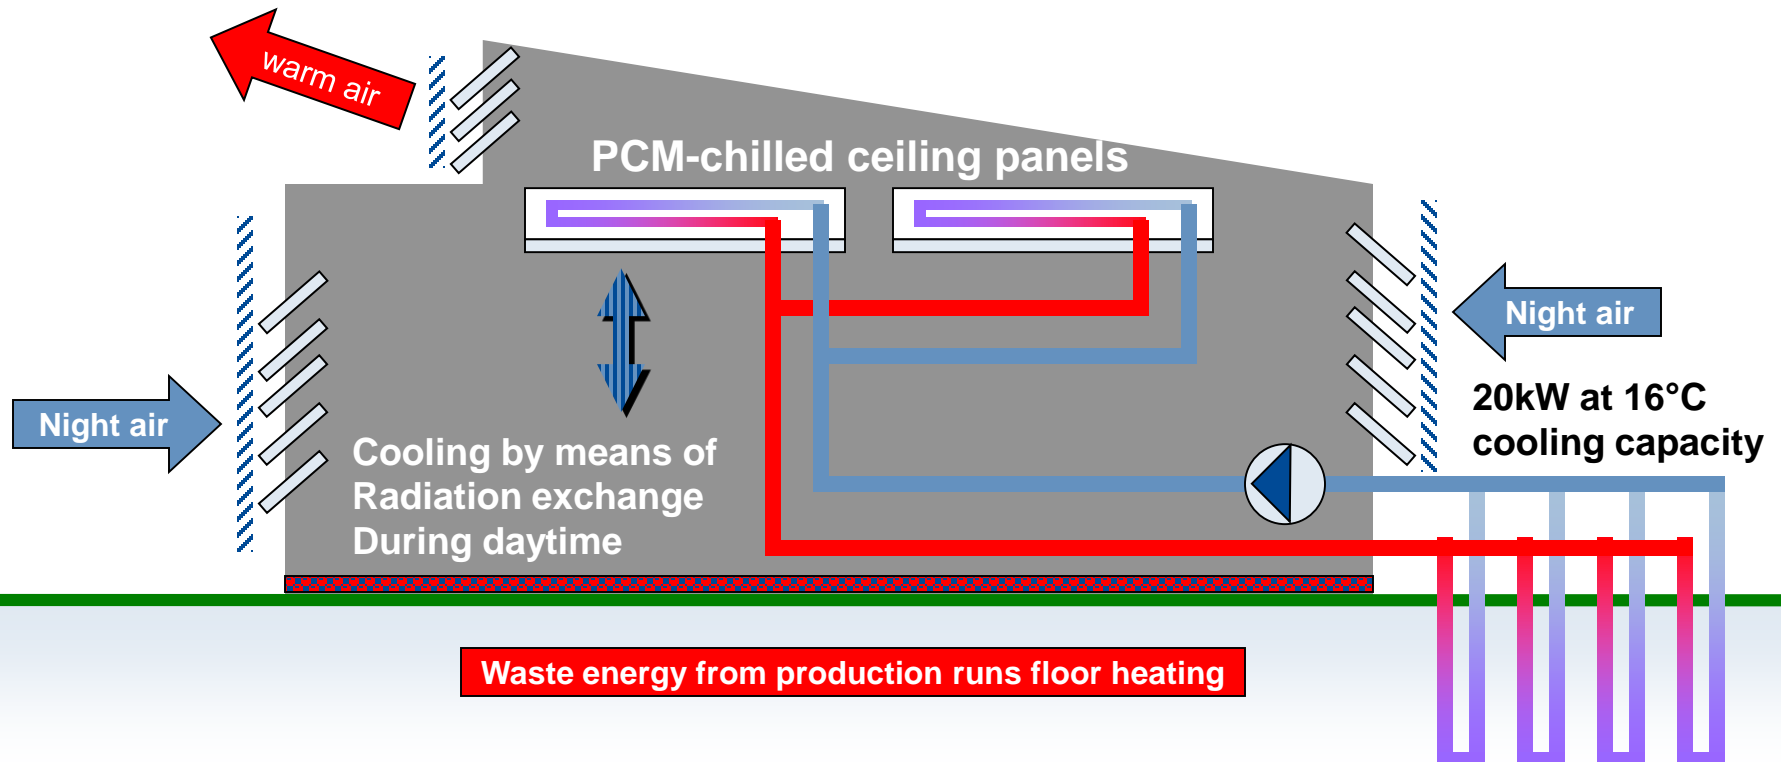 warm air
PCM-chilled ceiling panels
Night air
Night air
20kW at 16°C
cooling capacity
Cooling by means of
Radiation exchange
During daytime
Waste energy from production runs floor heating